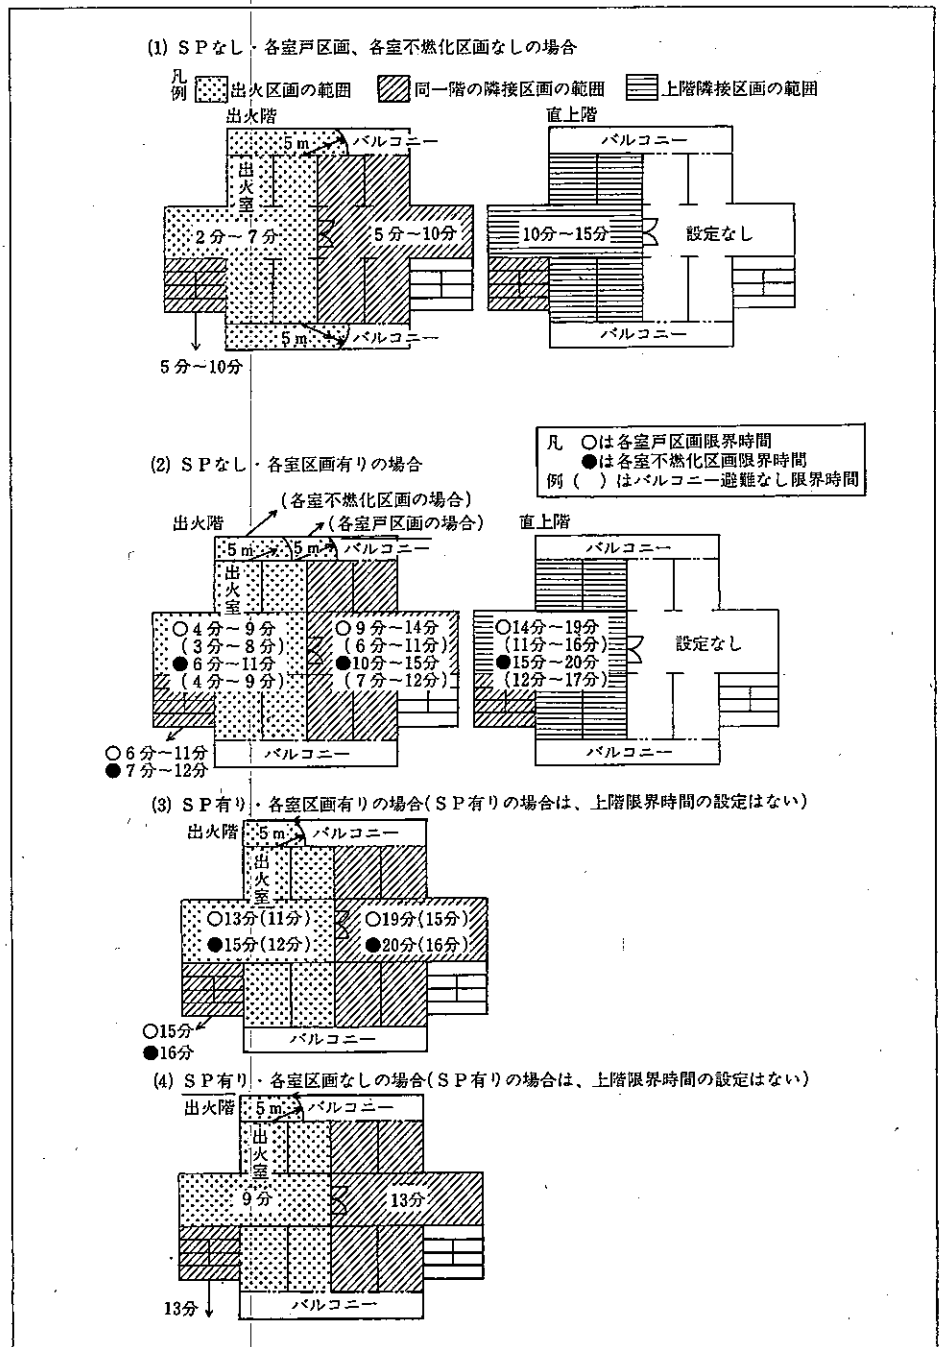 (1) SPなし・各室戸区画、各室不燃化区画なしの場合
凡例 出火区画の範囲 同一階の隣接区画の範囲 上階隣接区画の範囲
出火階 直上階
5m バルコニー バルコニー
出火室
2分～7分 5分～10分 10分～15分 設定なし
5m バルコニー バルコニー
5分～10分
凡例 ○は各室戸区画限界時間
●は各室不燃化区画限界時間
( )はバルコニー避難なし限界時間
(2) SPなし・各室区画有りの場合
(各室不燃化区画の場合)
(各室戸区画の場合)
出火階 直上階
5m 5m バルコニー バルコニー
出火室
○4分～9分 ○9分～14分 ○14分～19分
(3分～8分) (6分～11分) (11分～16分) 設定なし
●6分～11分 ●10分～15分 ●15分～20分
(4分～9分) (7分～12分) (12分～17分)
バルコニー バルコニー
○6分～11分
●7分～12分
(3) SP有り・各室区画有りの場合(SP有りの場合は、上階限界時間の設定はない)
出火階 5m バルコニー
出火室
○13分(11分) ○19分(15分)
●15分(12分) ●20分(16分)
バルコニー
○15分
●16分
(4) SP有り・各室区画なしの場合(SP有りの場合は、上階限界時間の設定はない)
出火階 5m バルコニー
出火室
9分 13分
バルコニー
13分